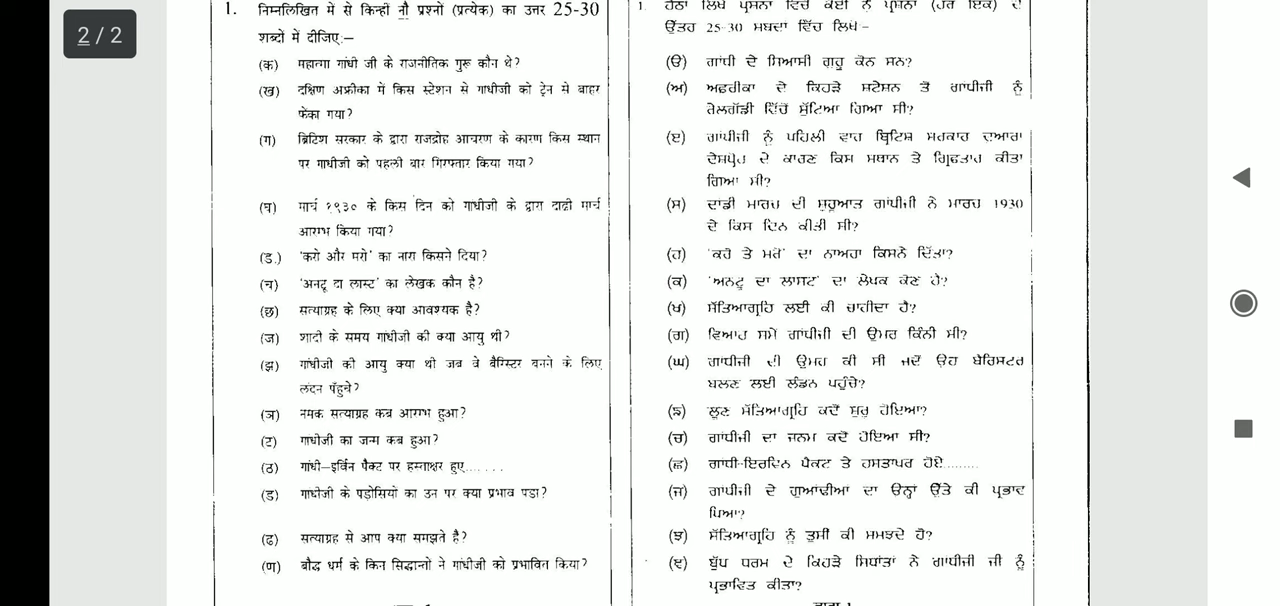 2 / 2
1. निम्नलिखित में से किन्हीं नौ प्रश्नों (प्रत्येक) का उत्तर 25-30
शब्दों में दीजिए:—
(क) महात्मा गांधी जी के राजनीतिक गुरू कौन थे?
(ख) दक्षिण अफ्रीका में किस स्टेशन से गांधीजी को ट्रेन से बाहर
फेंका गया?
(ग) ब्रिटिश सरकार के द्वारा राजद्रोह आचरण के कारण किस स्थान
पर गांधीजी को पहली बार गिरफ्तार किया गया?
(घ) मार्च १९३० के किस दिन को गांधीजी के द्वारा दाढी मार्च
आरम्भ किया गया?
(ड.) 'करो और मरो' का नारा किसने दिया?
(च) 'अनटू दा लास्ट' का लेखक कौन है?
(छ) सत्याग्रह के लिए क्या आवश्यक है?
(ज) शादी के समय गांधीजी की क्या आयु थी?
(झ) गांधीजी की आयु क्या थी जब वे बैरिस्टर बनने के लिए
लंदन पहुँचे?
(ञ) नमक सत्याग्रह कब आरम्भ हुआ?
(ट) गांधीजी का जन्म कब हुआ?
(ठ) गांधी—इर्विन पैक्ट पर हस्ताक्षर हुए.......
(ड) गांधीजी के पड़ोसियों का उन पर क्या प्रभाव पडा?
(ढ) सत्याग्रह से आप क्या समझते है?
(ण) बौद्ध धर्म के किन सिद्धान्तों ने गांधीजी को प्रभावित किया?
1. ਹੇਠਾਂ ਲਿਖੇ ਪ੍ਰਸ਼ਨਾਂ ਵਿਚੋਂ ਕੋਈ ਨੌ ਪ੍ਰਸ਼ਨਾਂ (ਹਰ ਇਕ) ਦੇ
ਉੱਤਰ 25-30 ਸ਼ਬਦਾਂ ਵਿੱਚ ਲਿਖੋ-
(ੳ) ਗਾਂਧੀ ਦੇ ਸਿਆਸੀ ਗੁਰੂ ਕੌਨ ਸਨ?
(ਅ) ਅਫਰੀਕਾ ਦੇ ਕਿਹੜੇ ਸਟੇਸ਼ਨ ਤੋਂ ਗਾਂਧੀਜੀ ਨੂੰ
ਰੇਲਗੱਡੀ ਵਿੱਚੋਂ ਸੁੱਟਿਆ ਗਿਆ ਸੀ?
(ੲ) ਗਾਂਧੀਜੀ ਨੂੰ ਪਹਿਲੀ ਵਾਰ ਬ੍ਰਿਟਿਸ਼ ਸਰਕਾਰ ਦੁਆਰਾ
ਦੇਸ਼ਧ੍ਰੋਹ ਦੇ ਕਾਰਣ ਕਿਸ ਸਥਾਨ ਤੇ ਗ੍ਰਿਫਤਾਰ ਕੀਤਾ
ਗਿਆ ਸੀ?
(ਸ) ਦਾਂਡੀ ਮਾਰਚ ਦੀ ਸ਼ੁਰੂਆਤ ਗਾਂਧੀਜੀ ਨੇ ਮਾਰਚ 1930
ਦੇ ਕਿਸ ਦਿਨ ਕੀਤੀ ਸੀ?
(ਹ) 'ਕਰੋ ਤੇ ਮਰੋ' ਦਾ ਨਾਅਰਾ ਕਿਸਨੇ ਦਿੱਤਾ?
(ਕ) 'ਅਨਟੂ ਦਾ ਲਾਸਟ' ਦਾ ਲੇਖਕ ਕੋਣ ਹੈ?
(ਖ) ਸੱਤਿਆਗ੍ਰਹਿ ਲਈ ਕੀ ਚਾਹੀਦਾ ਹੈ?
(ਗ) ਵਿਆਹ ਸਮੇਂ ਗਾਂਧੀਜੀ ਦੀ ਉਮਰ ਕਿੰਨੀ ਸੀ?
(ਘ) ਗਾਂਧੀਜੀ ਦੀ ਉਮਰ ਕੀ ਸੀ ਜਦੋਂ ਉਹ ਬੇਰਿਸਟਰ
ਬਣਣ ਲਈ ਲੰਡਨ ਪਹੁੰਚੇ?
(ਙ) ਲੂਣ ਸੱਤਿਆਗ੍ਰਹਿ ਕਦੋਂ ਸ਼ੁਰੂ ਹੋਇਆ?
(ਚ) ਗਾਂਧੀਜੀ ਦਾ ਜਨਮ ਕਦੋਂ ਹੋਇਆ ਸੀ?
(ਛ) ਗਾਂਧੀ-ਇਰਵਿਨ ਪੈਕਟ ਤੇ ਹਸਤਾਖਰ ਹੋਏ.........
(ਜ) ਗਾਂਧੀਜੀ ਦੇ ਗੁਆਂਢੀਆਂ ਦਾ ਉਨ੍ਹਾਂ ਉੱਤੇ ਕੀ ਪ੍ਰਭਾਵ
ਪਿਆ?
(ਝ) ਸੱਤਿਆਗ੍ਰਹਿ ਨੂੰ ਤੁਸੀਂ ਕੀ ਸਮਝਦੇ ਹੋ?
(ਞ) ਬੁੱਧ ਧਰਮ ਦੇ ਕਿਹੜੇ ਸਿਧਾਂਤਾਂ ਨੇ ਗਾਂਧੀਜੀ ਜੀ ਨੂੰ
ਪ੍ਰਭਾਵਿਤ ਕੀਤਾ?